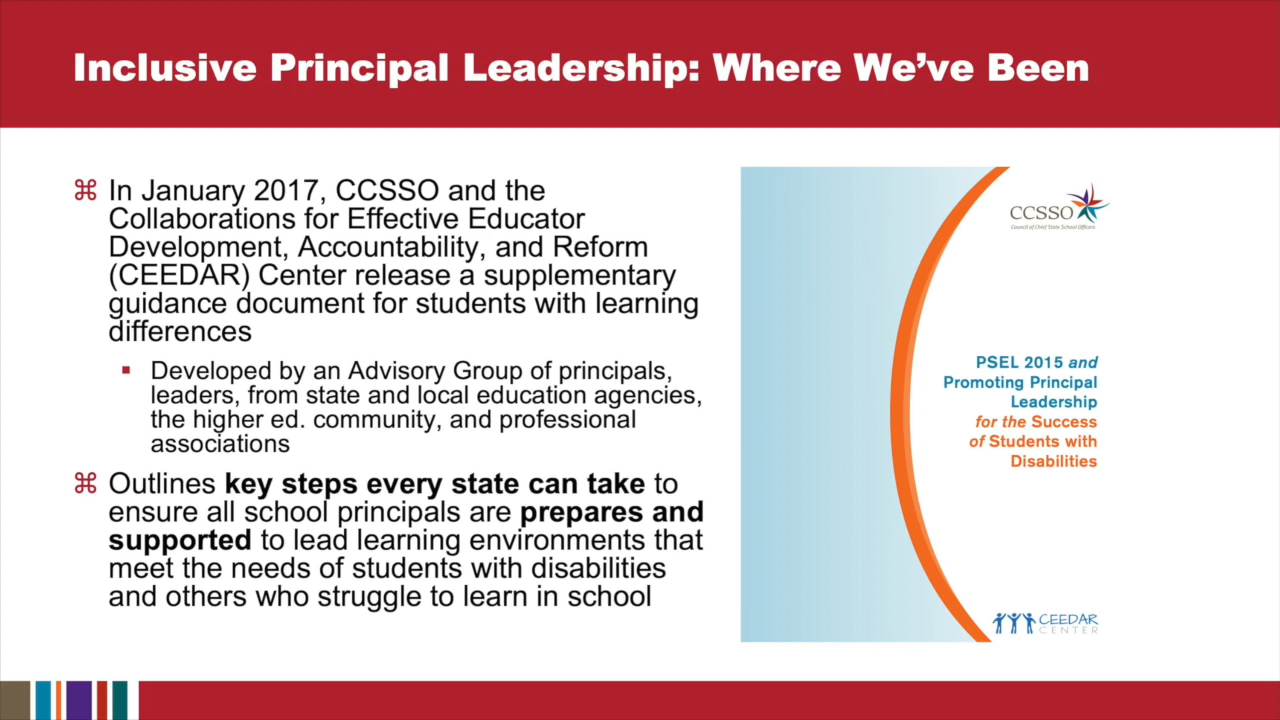 Inclusive Principal Leadership: Where We’ve Been
⌘ In January 2017, CCSSO and the
Collaborations for Effective Educator
Development, Accountability, and Reform
(CEEDAR) Center release a supplementary
guidance document for students with learning
differences
▪ Developed by an Advisory Group of principals,
leaders, from state and local education agencies,
the higher ed. community, and professional
associations
⌘ Outlines key steps every state can take to
ensure all school principals are prepares and
supported to lead learning environments that
meet the needs of students with disabilities
and others who struggle to learn in school
CCSSO
Council of Chief State School Officers
PSEL 2015 and
Promoting Principal
Leadership
for the Success
of Students with
Disabilities
CEEDAR
CENTER